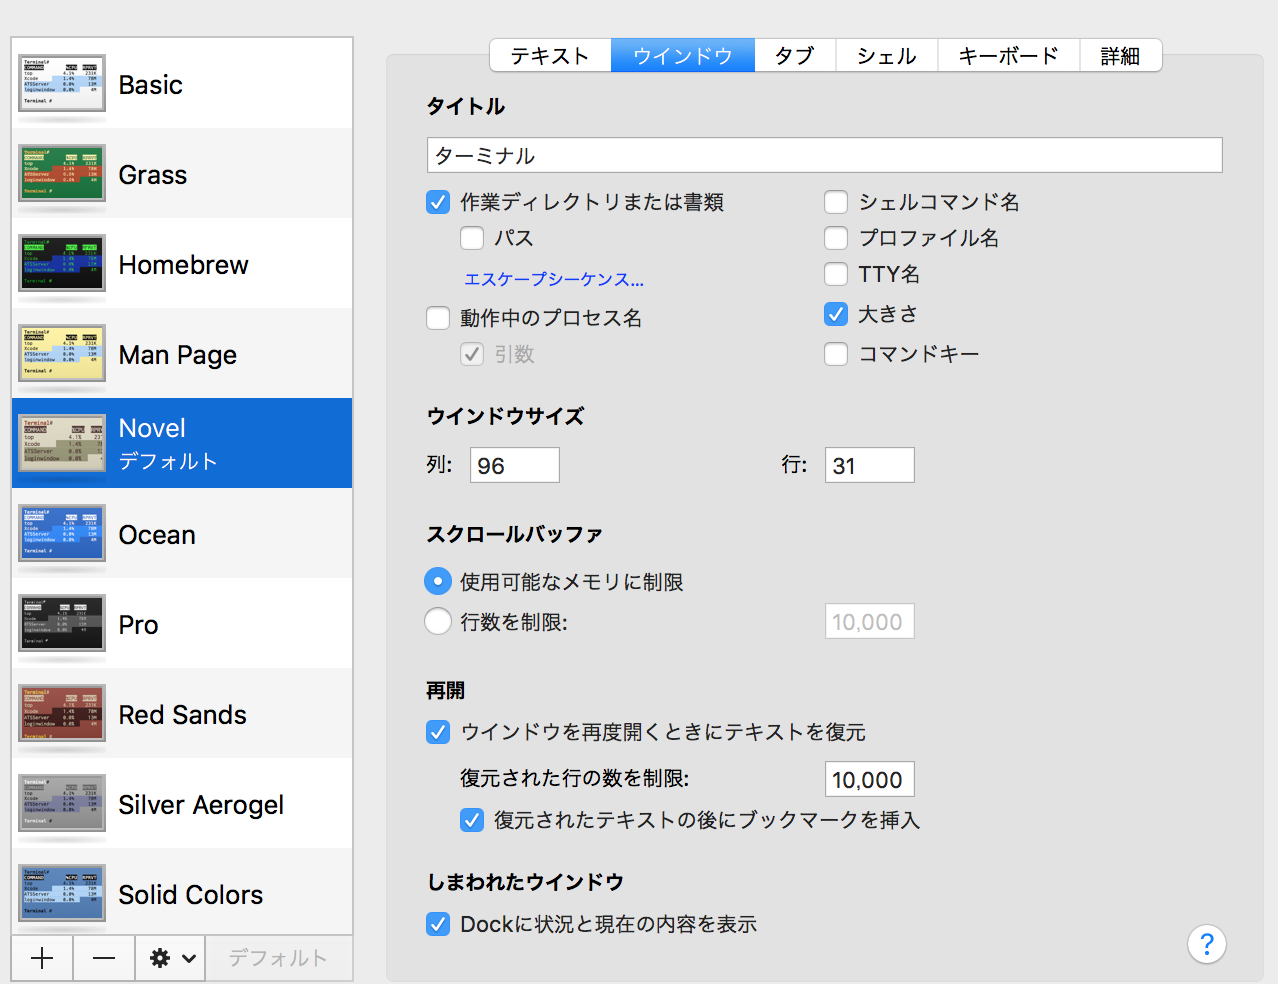 Basic
Grass
Homebrew
Man Page
Novel
デフォルト
Ocean
Pro
Red Sands
Silver Aerogel
Solid Colors
デフォルト
テキスト ウインドウ タブ シェル キーボード 詳細
タイトル
ターミナル
作業ディレクトリまたは書類
パス
エスケープシーケンス...
動作中のプロセス名
引数
シェルコマンド名
プロファイル名
TTY名
大きさ
コマンドキー
ウインドウサイズ
列: 96 行: 31
スクロールバッファ
使用可能なメモリに制限
行数を制限: 10,000
再開
ウインドウを再度開くときにテキストを復元
復元された行の数を制限: 10,000
復元されたテキストの後にブックマークを挿入
しまわれたウインドウ
Dockに状況と現在の内容を表示
?